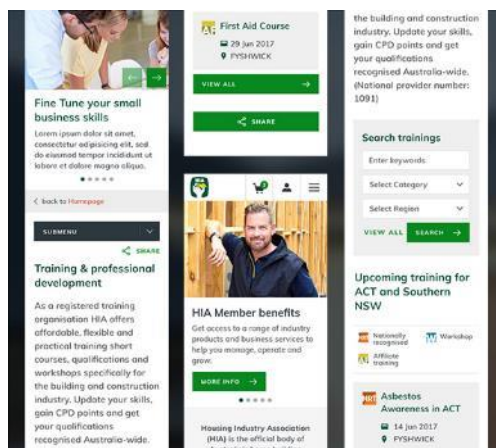 Fine Tune your small
business skills
Lorem ipsum dolor sit amet,
consectetur adipisicing elit, sed
do eiusmod tempor incididunt ut
labore et dolore magna aliqua.
back to Homepage
SUBMENU
SHARE
Training & professional
development
As a registered training
organisation HIA offers
affordable, flexible and
practical training short
courses, qualifications and
workshops specifically for
the building and construction
industry. Update your skills,
gain CPD points and get
your qualifications
recognised Australia-wide.
AF
First Aid Course
29 Jun 2017
FYSHWICK
VIEW ALL
SHARE
HIA
HIA Member benefits
Get access to a range of industry
products and business services to
help you manage, operate and
grow.
MORE INFO
Housing Industry Association
(HIA) is the official body of
the building and construction
industry. Update your skills,
gain CPD points and get
your qualifications
recognised Australia-wide.
(National provider number:
1091)
Search trainings
Enter keywords
Select Category
Select Region
VIEW ALL
SEARCH
Upcoming training for
ACT and Southern
NSW
Nationally
recognised
Workshop
Affiliate
training
Asbestos
Awareness in ACT
14 Jun 2017
FYSHWICK